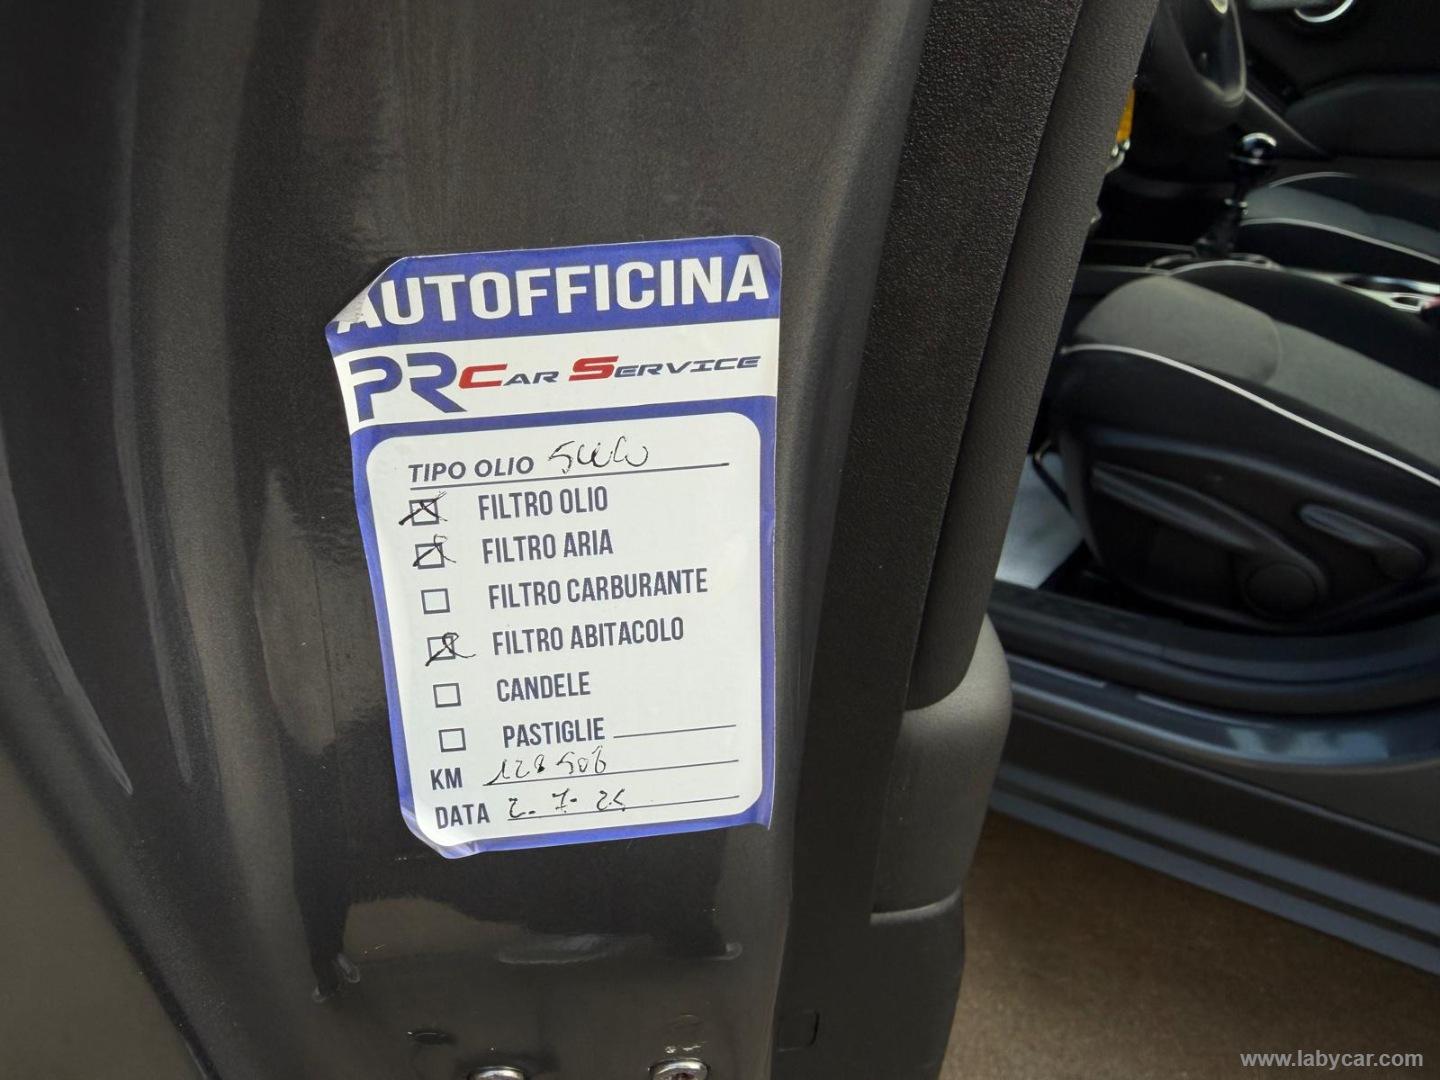 AUTOFFICINA
PR CAR SERVICE
TIPO OLIO
FILTRO OLIO
FILTRO ARIA
FILTRO CARBURANTE
FILTRO ABITACOLO
CANDELE
PASTIGLIE
KM 128506
DATA
www.labycar.com